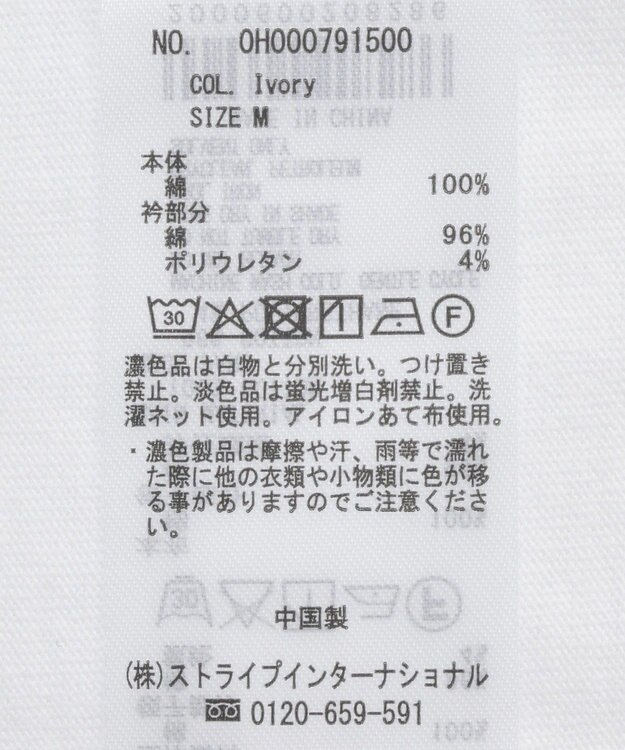 2000600208286
NO. OH000791500
COL. Ivory
SIZE M
本体
綿 100%
衿部分
綿 96%
ポリウレタン 4%
30 F
濃色品は白物と分別洗い。つけ置き
禁止。淡色品は蛍光増白剤禁止。洗
濯ネット使用。アイロンあて布使用。
・濃色製品は摩擦や汗、雨等で濡れ
た際に他の衣類や小物類に色が移
る事がありますのでご注意くださ
い。
中国製
(株)ストライプインターナショナル
0120-659-591